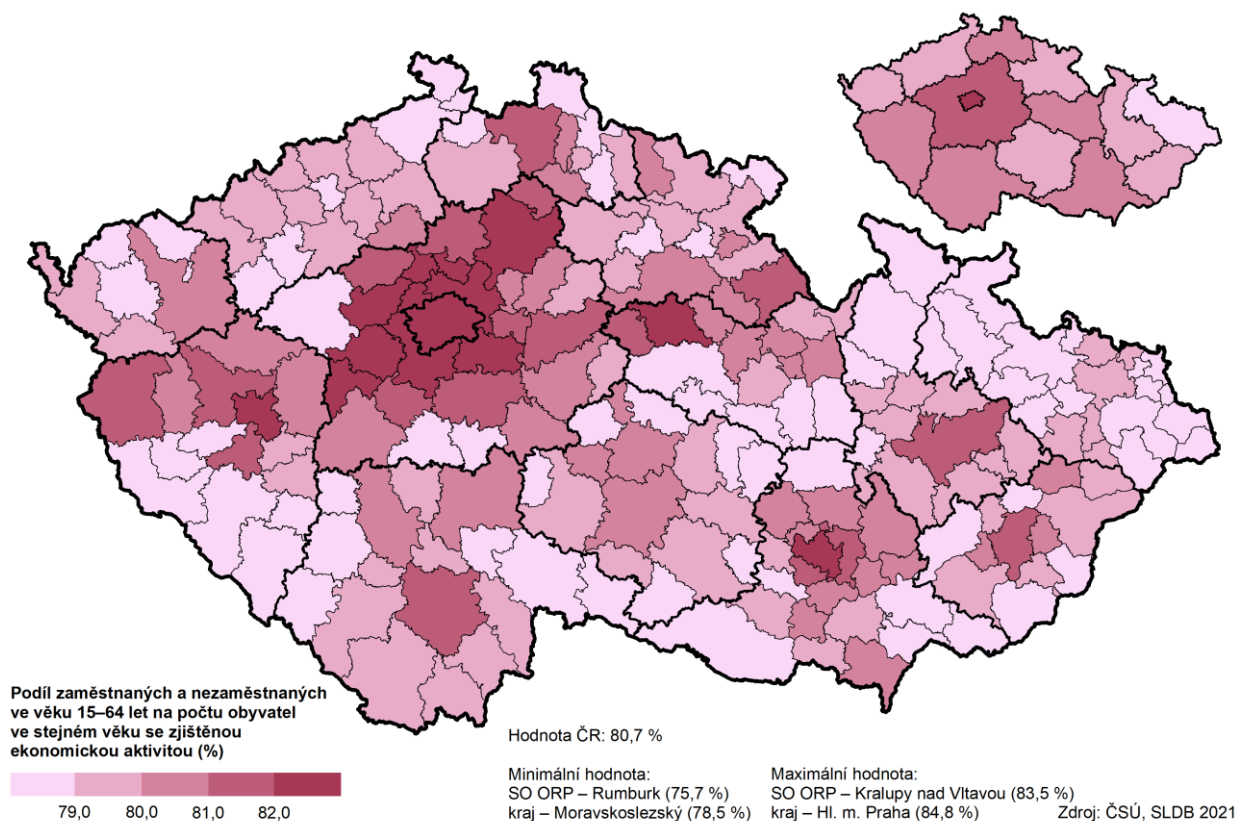 Podíl zaměstnaných a nezaměstnaných
ve věku 15–64 let na počtu obyvatel
ve stejném věku se zjištěnou
ekonomickou aktivitou (%)
79,0 80,0 81,0 82,0
Hodnota ČR: 80,7 %
Minimální hodnota:
SO ORP – Rumburk (75,7 %)
kraj – Moravskoslezský (78,5 %)
Maximální hodnota:
SO ORP – Kralupy nad Vltavou (83,5 %)
kraj – Hl. m. Praha (84,8 %)
Zdroj: ČSÚ, SLDB 2021